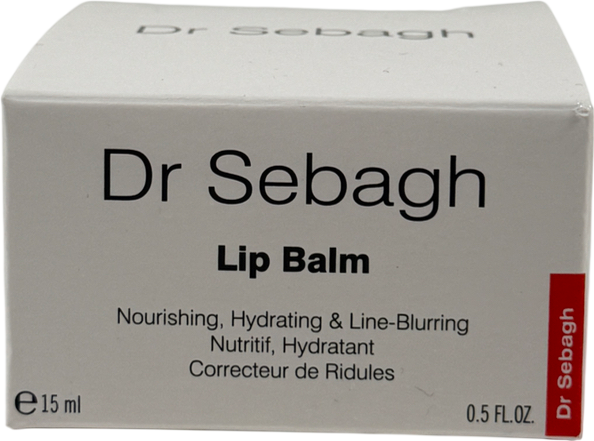 Dr Sebagh
Dr Sebagh
Lip Balm
Nourishing, Hydrating & Line-Blurring
Nutritif, Hydratant
Correcteur de Ridules
℮ 15 ml
0.5 FL.OZ.
Dr Sebagh